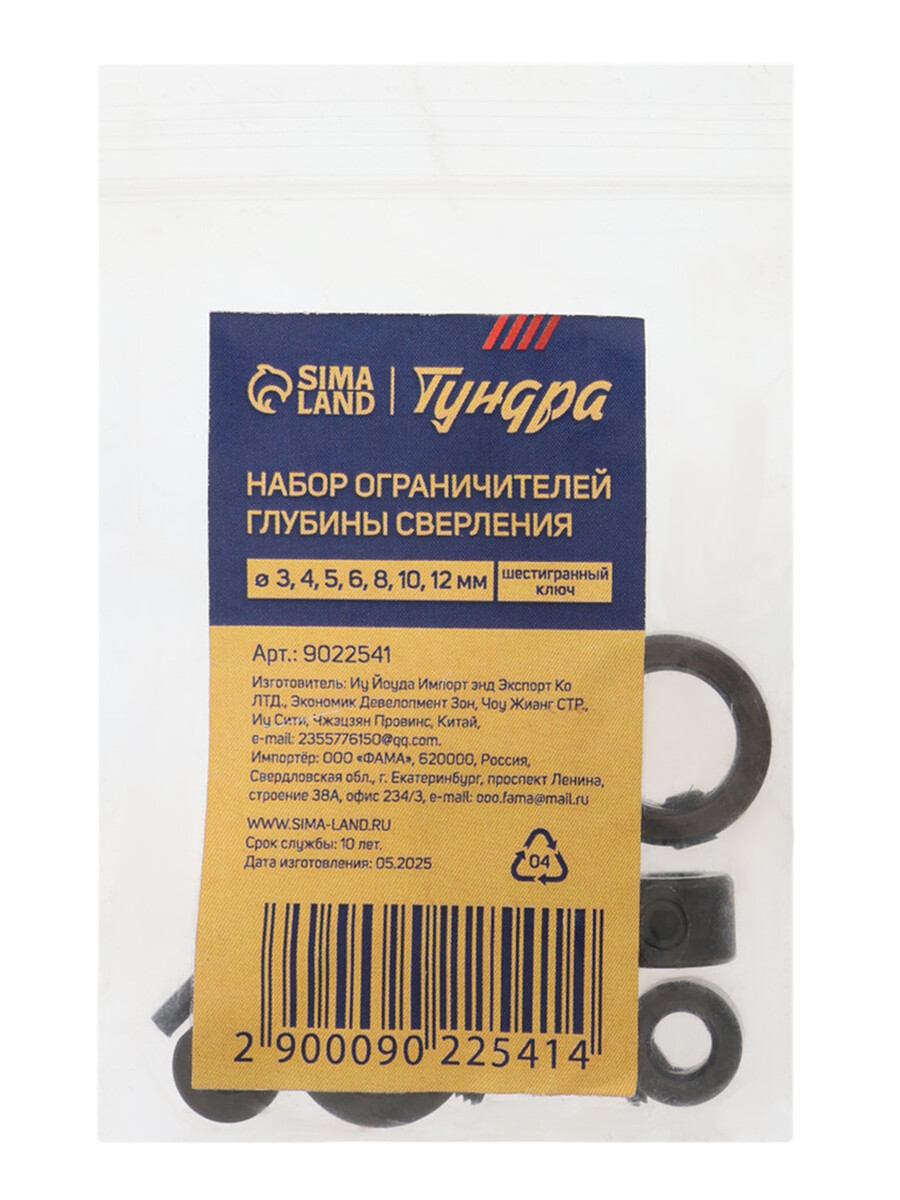 SIMA LAND | Тундра
НАБОР ОГРАНИЧИТЕЛЕЙ
ГЛУБИНЫ СВЕРЛЕНИЯ
ø 3, 4, 5, 6, 8, 10, 12 мм
шестигранный
ключ
Арт.: 9022541
Изготовитель: Иу Йоуда Импорт энд Экспорт Ко
ЛТД., Экономик Девелопмент Зон, Чоу Жианг СТР.,
Иу Сити, Чжэцзян Провинс, Китай,
e-mail: 2355776150@qq.com.
Импортёр: ООО «ФАМА», 620000, Россия,
Свердловская обл., г. Екатеринбург, проспект Ленина,
строение 38А, офис 234/3, e-mail: ooo.fama@mail.ru
WWW.SIMA-LAND.RU
Срок службы: 10 лет.
Дата изготовления: 05.2025
04
2 900090 225414